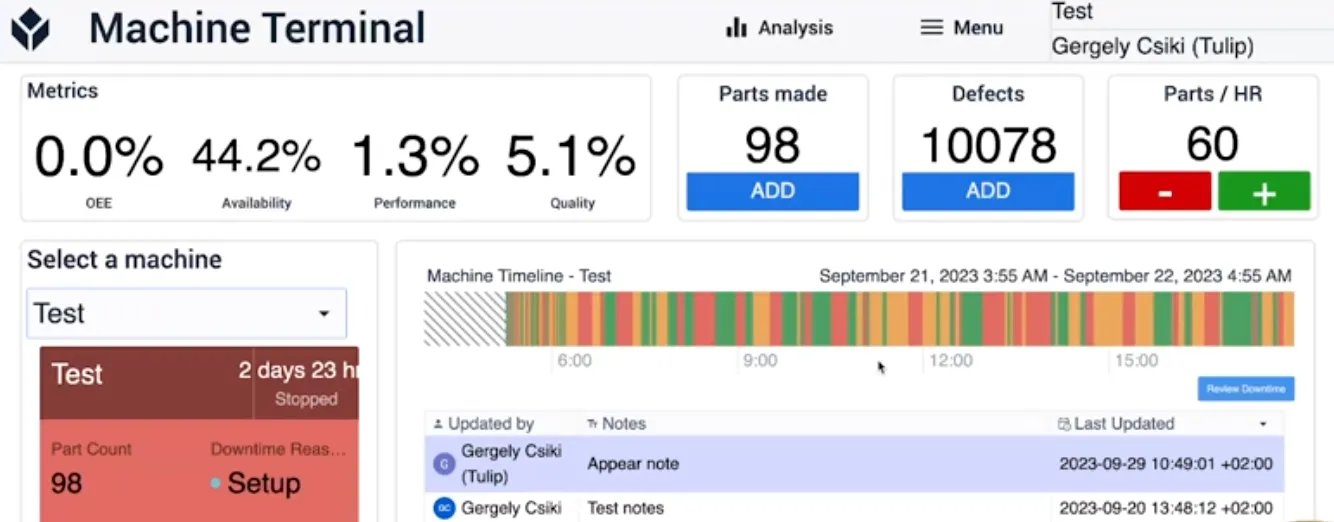 Machine Terminal
Analysis
Menu
Test
Gergely Csiki (Tulip)
Metrics
0.0%
44.2%
1.3%
5.1%
OEE
Availability
Performance
Quality
Parts made
98
ADD
Defects
10078
ADD
Parts / HR
60
-
+
Select a machine
Test
Test
2 days 23 hr
Stopped
Part Count
98
Downtime Reas...
Setup
Machine Timeline - Test
September 21, 2023 3:55 AM - September 22, 2023 4:55 AM
6:00
9:00
12:00
15:00
Review Downtime
Updated by
Tr Notes
Last Updated
G
Gergely Csiki
(Tulip)
Appear note
2023-09-29 10:49:01 +02:00
GC
Gergely Csiki
Test notes
2023-09-20 13:48:12 +02:00